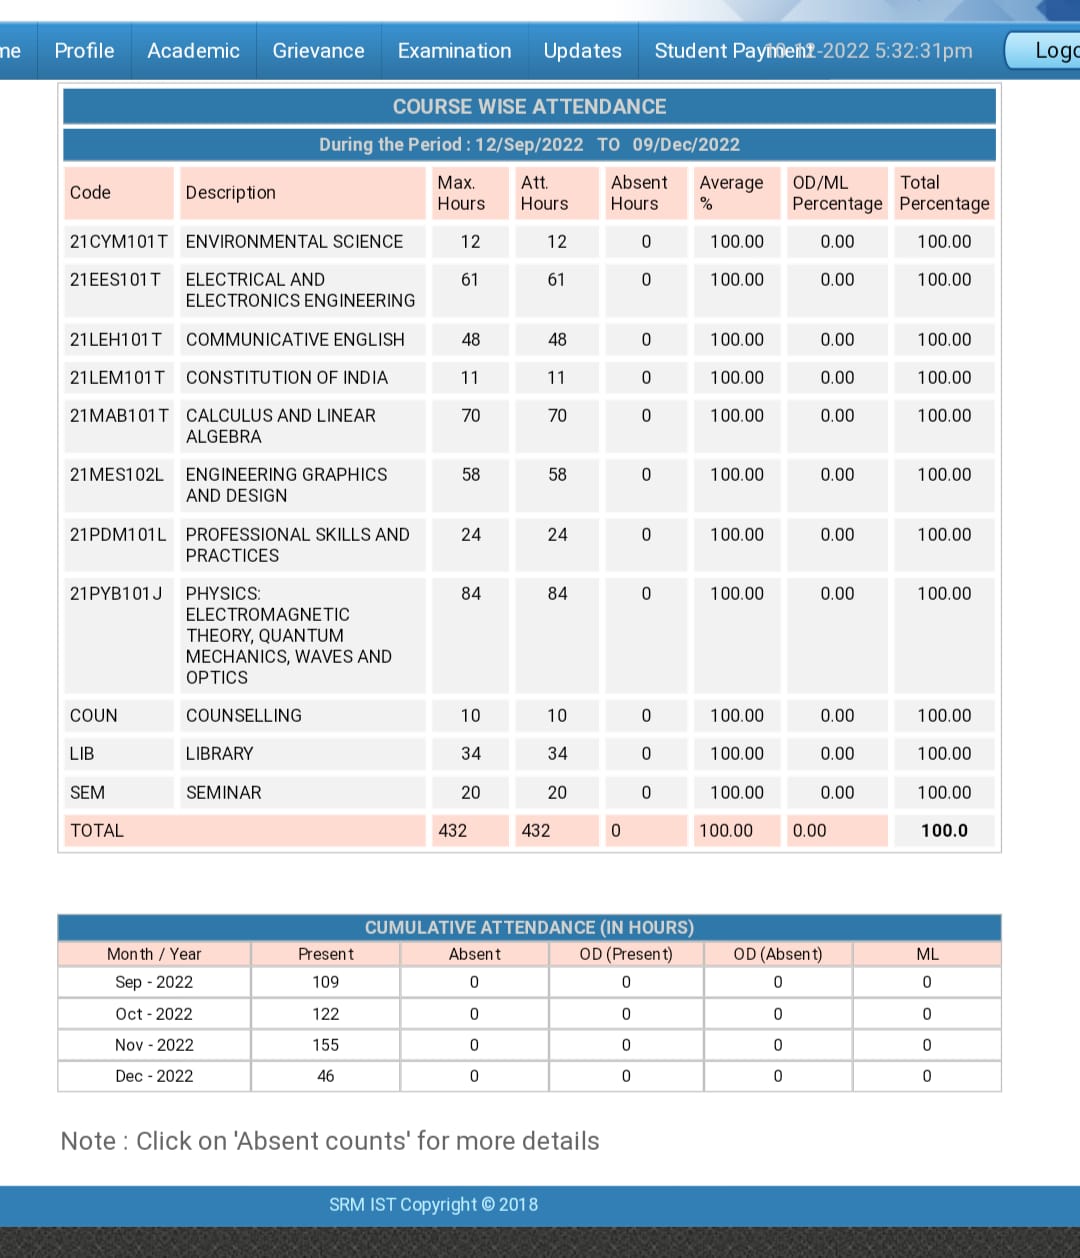 me Profile Academic Grievance Examination Updates Student Payment 10-12-2022 5:32:31pm Logo
COURSE WISE ATTENDANCE
During the Period : 12/Sep/2022 TO 09/Dec/2022
Code Description Max. Hours Att. Hours Absent Hours Average % OD/ML Percentage Total Percentage
21CYM101T ENVIRONMENTAL SCIENCE 12 12 0 100.00 0.00 100.00
21EES101T ELECTRICAL AND 61 61 0 100.00 0.00 100.00
ELECTRONICS ENGINEERING
21LEH101T COMMUNICATIVE ENGLISH 48 48 0 100.00 0.00 100.00
21LEM101T CONSTITUTION OF INDIA 11 11 0 100.00 0.00 100.00
21MAB101T CALCULUS AND LINEAR 70 70 0 100.00 0.00 100.00
ALGEBRA
21MES102L ENGINEERING GRAPHICS 58 58 0 100.00 0.00 100.00
AND DESIGN
21PDM101L PROFESSIONAL SKILLS AND 24 24 0 100.00 0.00 100.00
PRACTICES
21PYB101J PHYSICS: 84 84 0 100.00 0.00 100.00
ELECTROMAGNETIC
THEORY, QUANTUM
MECHANICS, WAVES AND
OPTICS
COUN COUNSELLING 10 10 0 100.00 0.00 100.00
LIB LIBRARY 34 34 0 100.00 0.00 100.00
SEM SEMINAR 20 20 0 100.00 0.00 100.00
TOTAL 432 432 0 100.00 0.00 100.0
CUMULATIVE ATTENDANCE (IN HOURS)
Month / Year Present Absent OD (Present) OD (Absent) ML
Sep - 2022 109 0 0 0 0
Oct - 2022 122 0 0 0 0
Nov - 2022 155 0 0 0 0
Dec - 2022 46 0 0 0 0
Note : Click on 'Absent counts' for more details
SRM IST Copyright © 2018